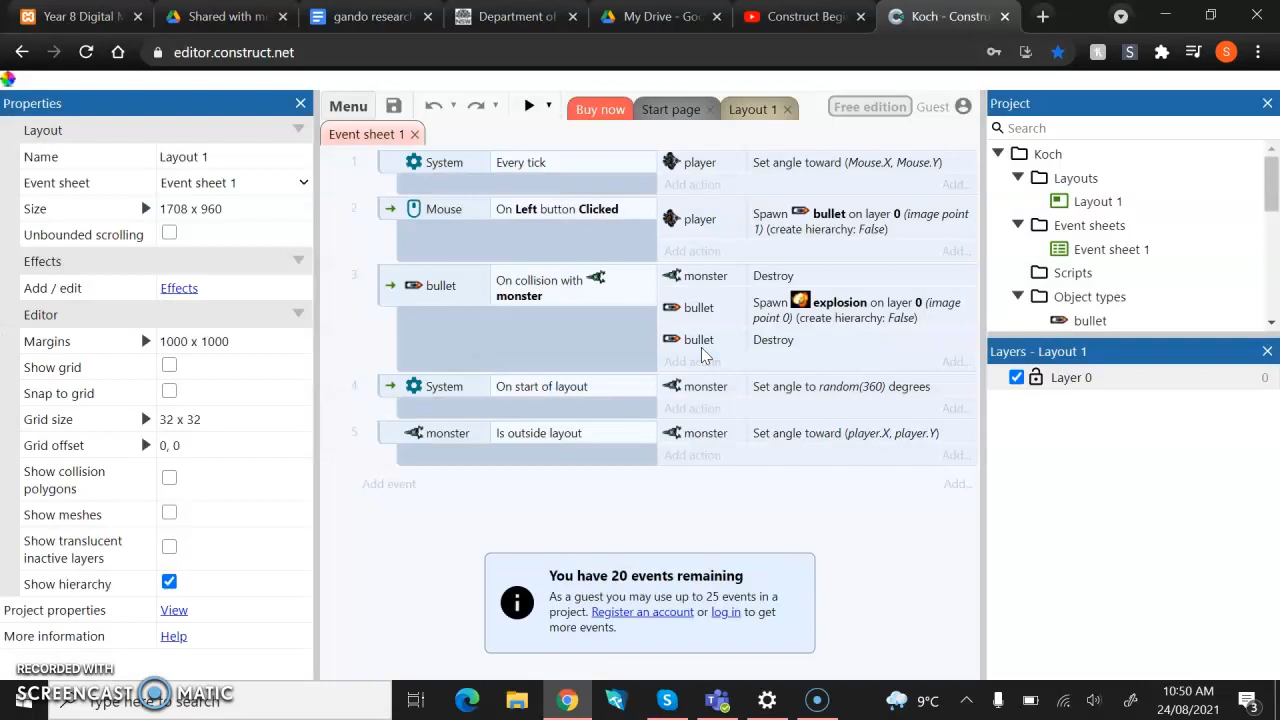 Year 8 Digital M
Shared with m
gando research
Department of
My Drive - Goo
Construct Begi
Koch - Constru
editor.construct.net
S
S
Properties
Layout
Name Layout 1
Event sheet Event sheet 1
Size 1708 x 960
Unbounded scrolling
Effects
Add / edit Effects
Editor
Margins 1000 x 1000
Show grid
Snap to grid
Grid size 32 x 32
Grid offset 0, 0
Show collision
polygons
Show meshes
Show translucent
inactive layers
Show hierarchy
Project properties View
More information Help
Menu
Buy now
Start page
Layout 1
Free edition
Guest
Event sheet 1
1 System Every tick player Set angle toward (Mouse.X, Mouse.Y)
Add action Add...
2 Mouse On Left button Clicked player Spawn bullet on layer 0 (image point
1) (create hierarchy: False)
Add action Add...
3 bullet On collision with
monster
monster Destroy
bullet Spawn explosion on layer 0 (image
point 0) (create hierarchy: False)
bullet Destroy
Add action Add...
4 System On start of layout monster Set angle to random(360) degrees
Add action Add...
5 monster Is outside layout monster Set angle toward (player.X, player.Y)
Add action Add...
Add event Add...
You have 20 events remaining
As a guest you may use up to 25 events in a
project. Register an account or log in to get
more events.
Project
Search
Koch
Layouts
Layout 1
Event sheets
Event sheet 1
Scripts
Object types
bullet
Layers - Layout 1
Layer 0 0
RECORDED WITH
SCREENCAST MATIC
Type here to search
9°C
10:50 AM
24/08/2021
3